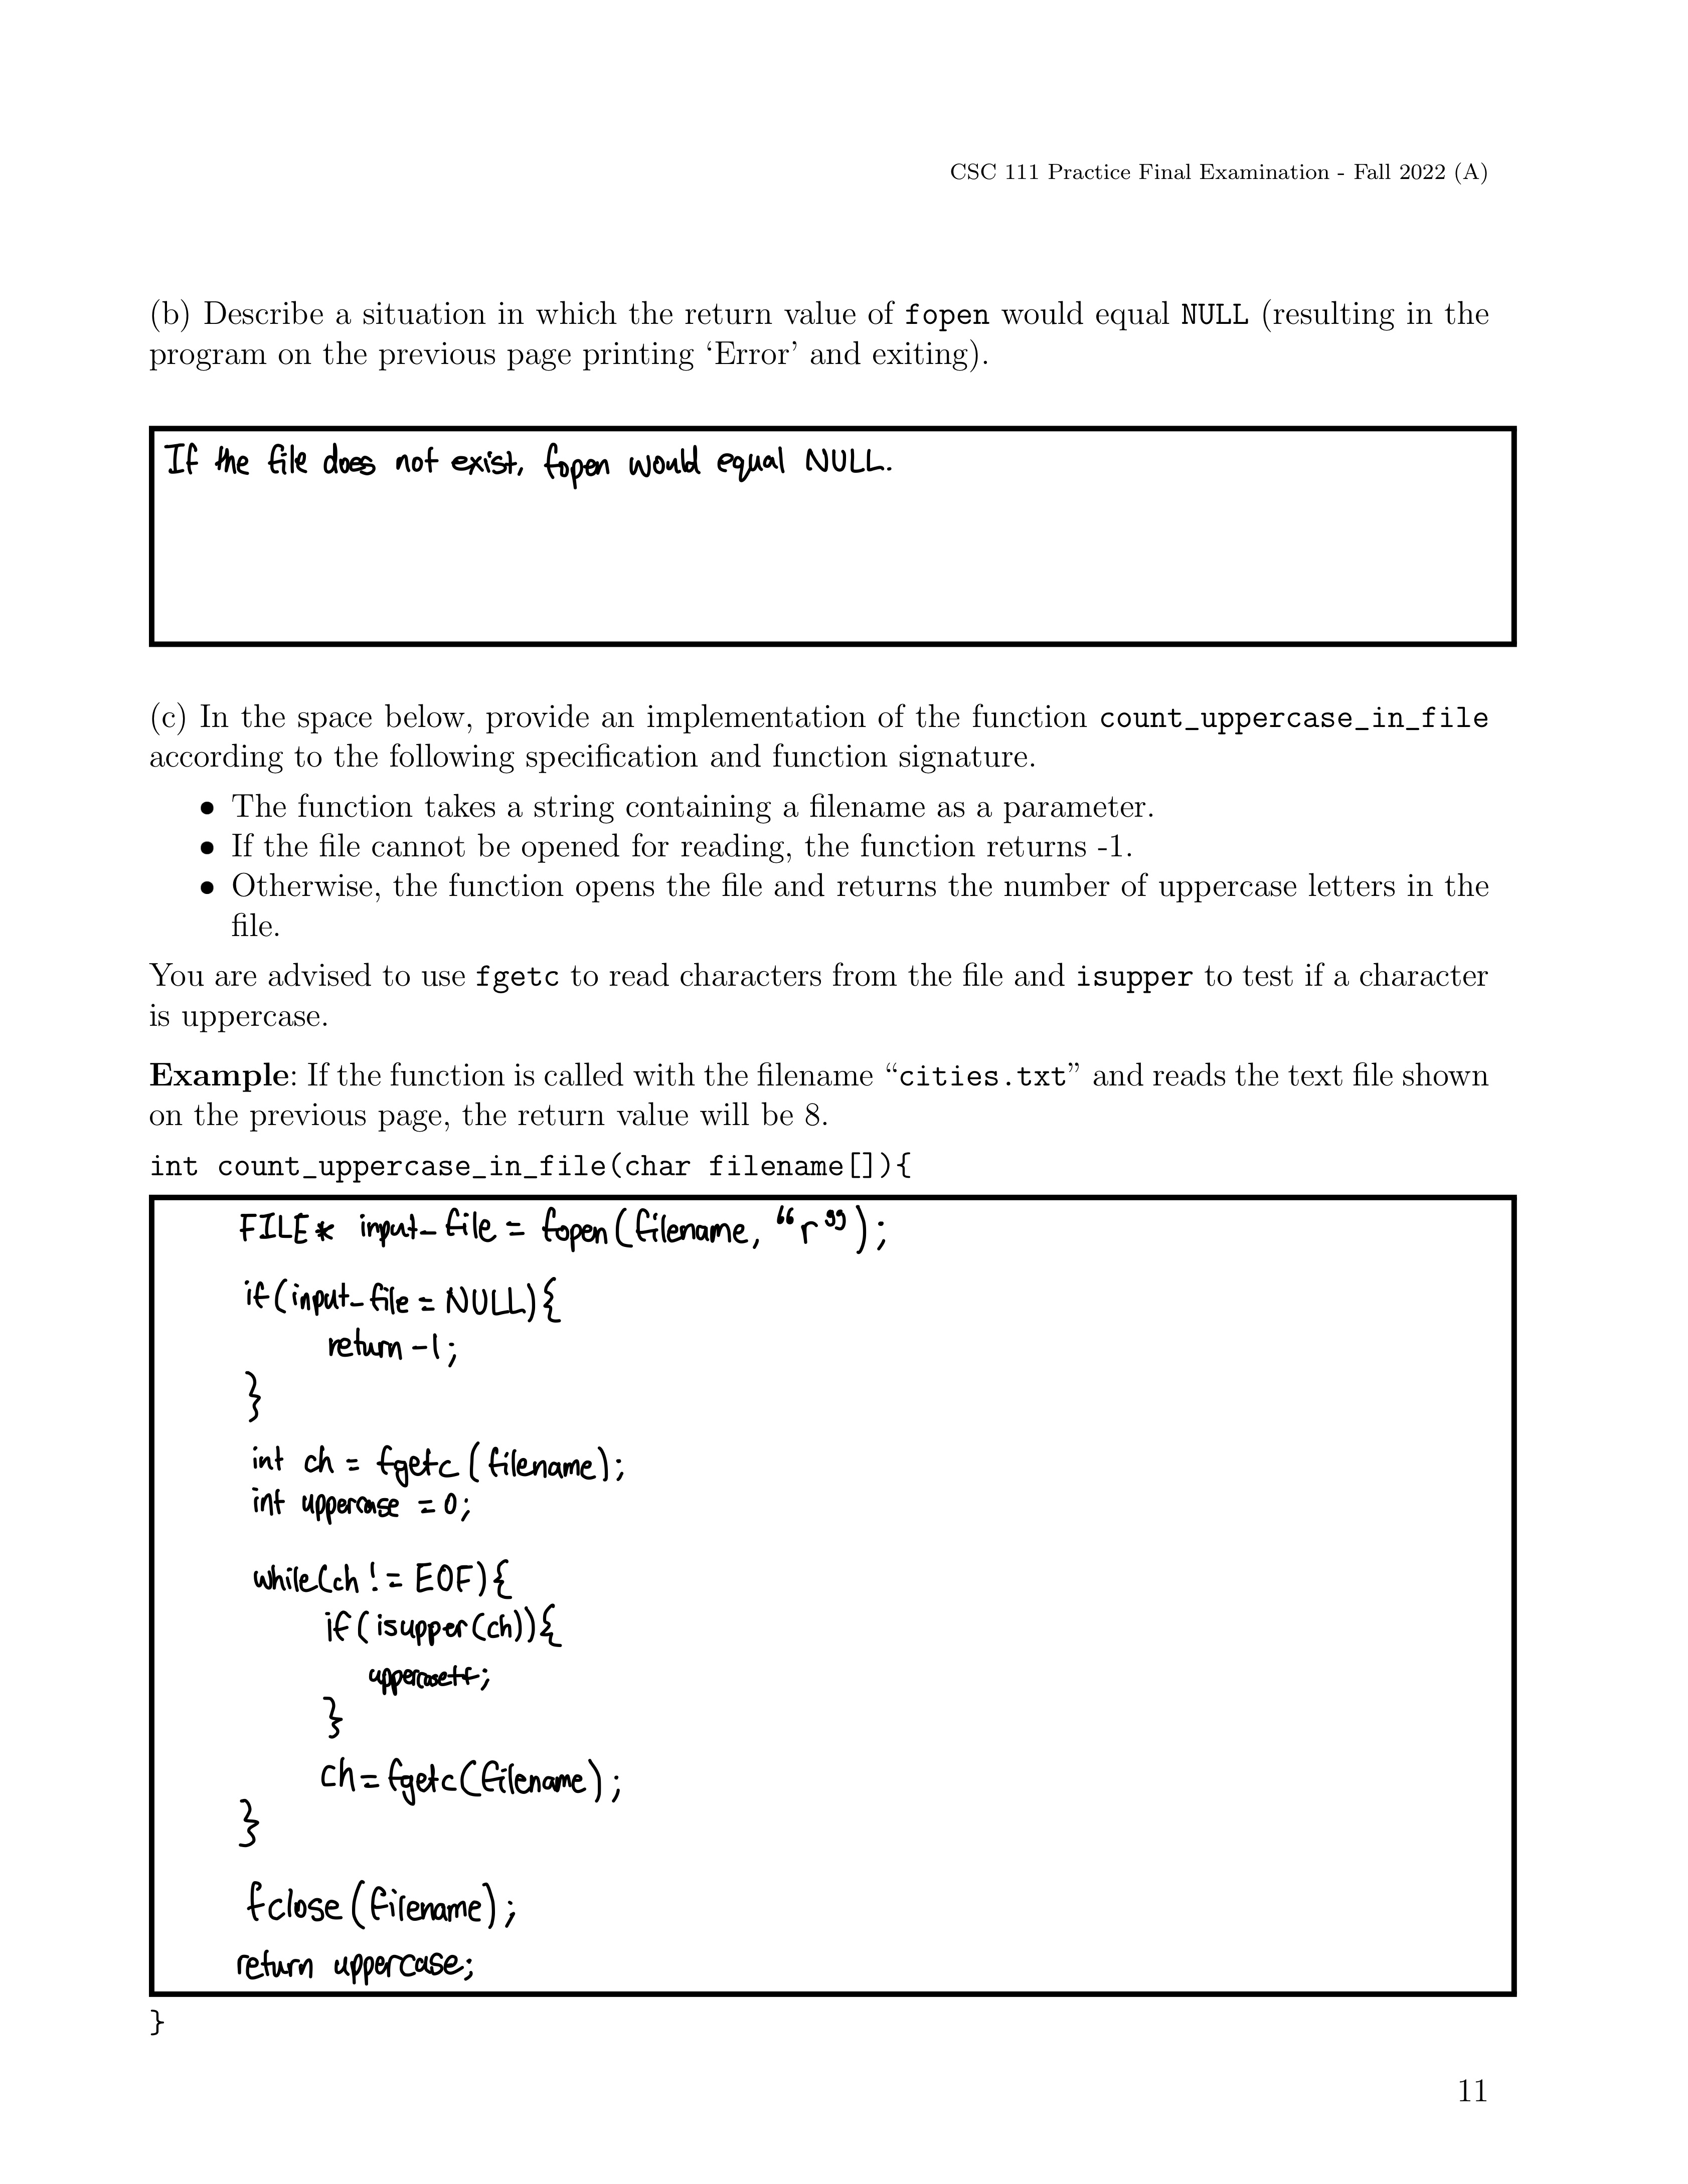 CSC 111 Practice Final Examination - Fall 2022 (A)
(b) Describe a situation in which the return value of fopen would equal NULL (resulting in the
program on the previous page printing ‘Error’ and exiting).
If the file does not exist, fopen would equal NULL.
(c) In the space below, provide an implementation of the function count_uppercase_in_file
according to the following specification and function signature.
• The function takes a string containing a filename as a parameter.
• If the file cannot be opened for reading, the function returns -1.
• Otherwise, the function opens the file and returns the number of uppercase letters in the
file.
You are advised to use fgetc to read characters from the file and isupper to test if a character
is uppercase.
Example: If the function is called with the filename “cities.txt” and reads the text file shown
on the previous page, the return value will be 8.
int count_uppercase_in_file(char filename[]){
FILE* input_file = fopen(filename, “r”);
if(input_file = NULL){
return -1;
}
int ch = fgetc(filename);
int uppercase = 0;
while(ch != EOF){
if(isupper(ch)){
uppercase++;
}
ch = fgetc(filename);
}
fclose(filename);
return uppercase;
}
11